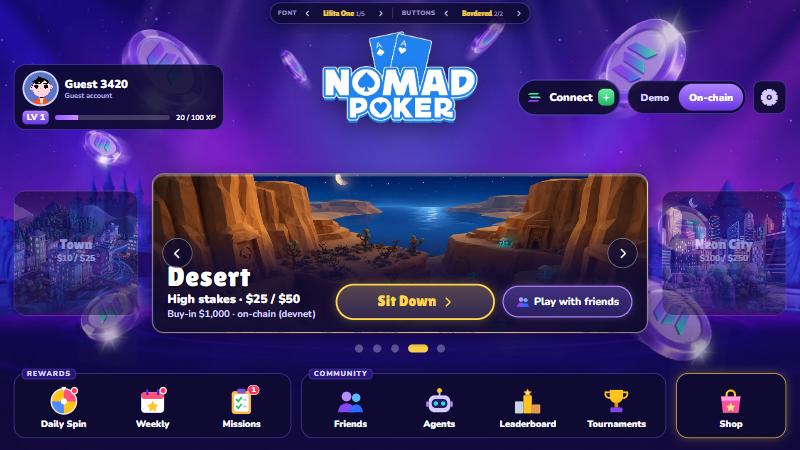 FONT Lilita One 1/5 BUTTONS Bordered 2/2
A A
NOMAD
POKER
Guest 3420
Guest account
LV 1 20 / 100 XP
Connect +
Demo On-chain
Town
$10 / $25
Desert
High stakes · $25 / $50
Buy-in $1,000 · on-chain (devnet)
Sit Down
Play with friends
Neon City
$100 / $250
REWARDS
Daily Spin
Weekly
1
Missions
COMMUNITY
Friends
Agents
Leaderboard
Tournaments
Shop